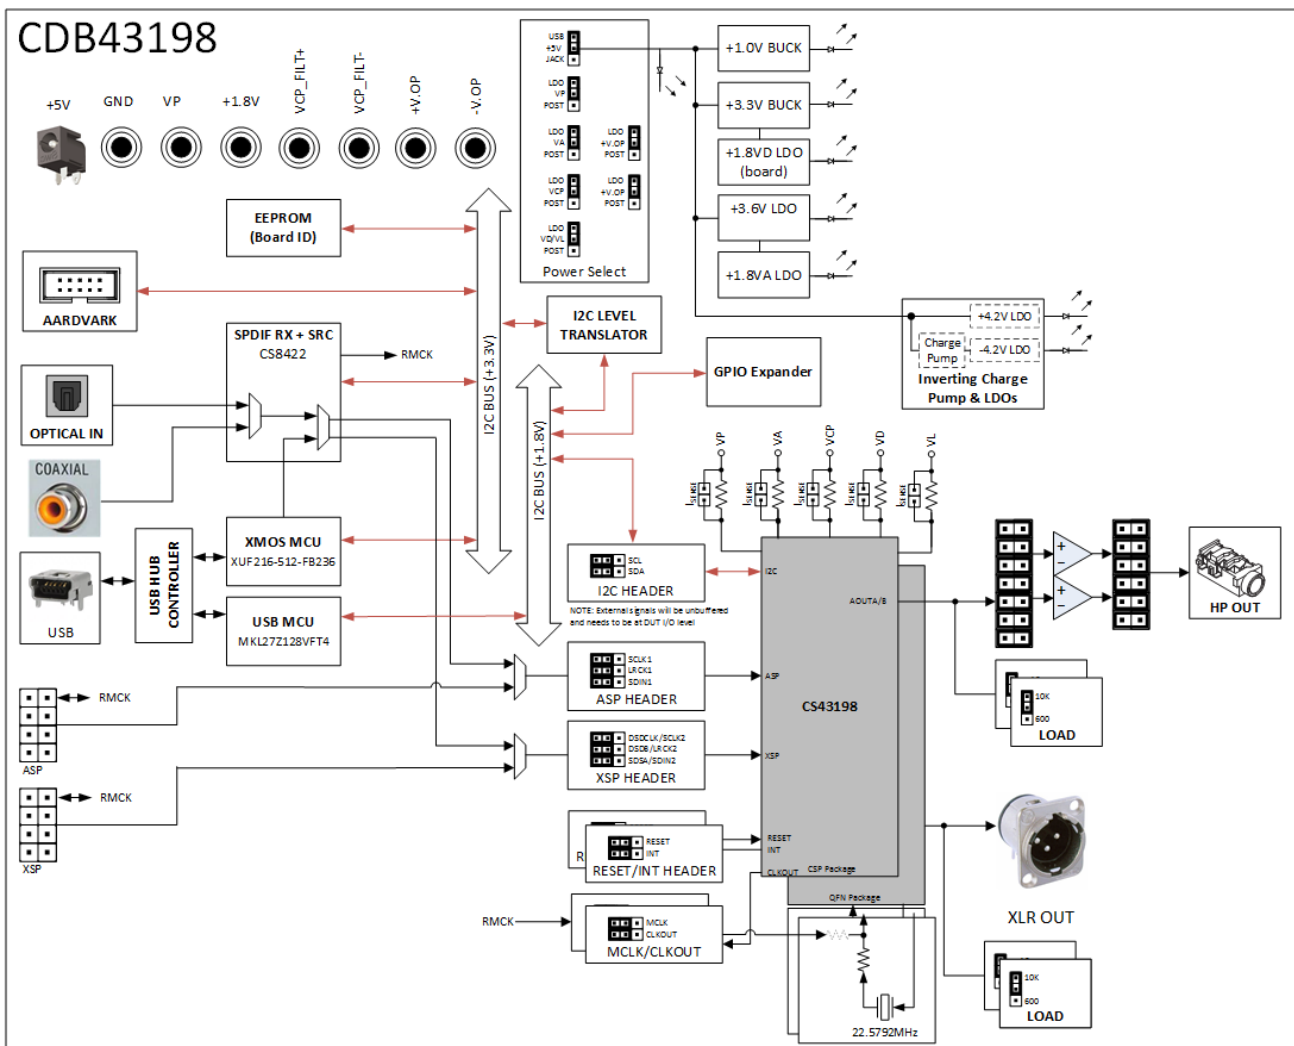 CDB43198
+5V
GND
VP
+1.8V
VCP_FILT+
VCP_FILT-
+V.OP
-V.OP
USB
+5V
JACK
LDO
VP
POST
LDO
VA
POST
LDO
+V.OP
POST
LDO
VCP
POST
LDO
+V.OP
POST
LDO
VD/VL
POST
Power Select
+1.0V BUCK
+3.3V BUCK
+1.8VD LDO
(board)
+3.6V LDO
+1.8VA LDO
+4.2V LDO
Charge
Pump
-4.2V LDO
Inverting Charge
Pump & LDOs
EEPROM
(Board ID)
AARDVARK
SPDIF RX + SRC
CS8422
RMCK
OPTICAL IN
COAXIAL
I2C BUS (+3.3V)
I2C LEVEL
TRANSLATOR
I2C BUS (+1.8V)
GPIO Expander
XMOS MCU
XUF216-512-FB236
USB HUB
CONTROLLER
USB
USB MCU
MKL27Z128VFT4
VP
VA
VCP
VD
VL
ISENSE
ISENSE
ISENSE
ISENSE
ISENSE
SCL
SDA
I2C HEADER
NOTE: External signals will be unbuffered
and needs to be at DUT I/O level
I2C
AOUTA/B
HP OUT
SCLK1
LRCK1
SDIN1
ASP HEADER
ASP
CS43198
10K
600
LOAD
RMCK
ASP
DSDCLK/SCLK2
DSDB/LRCK2
SDSA/SDIN2
XSP HEADER
XSP
RMCK
XSP
R
RESET
INT
RESET/INT HEADER
RESET
INT
CLKOUT
CSP Package
QFN Package
XLR OUT
RMCK
MCLK
CLKOUT
MCLK/CLKOUT
22.5792MHz
10K
600
LOAD